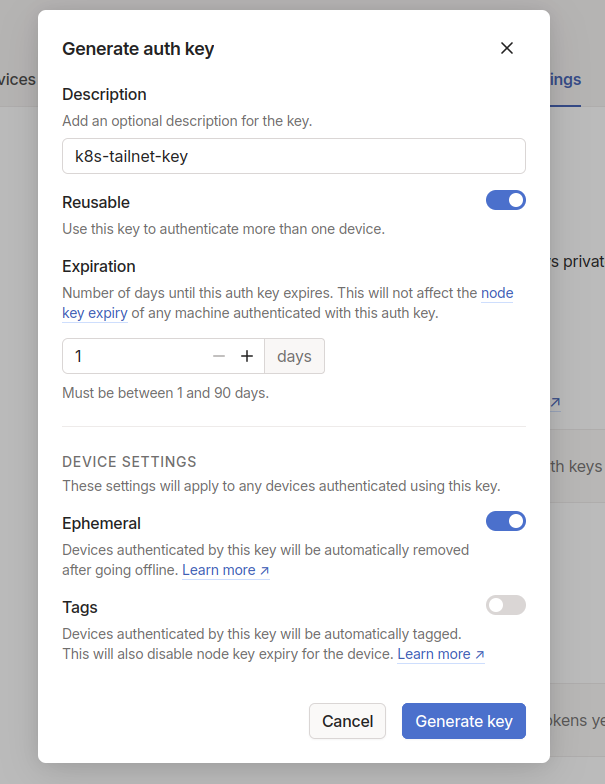 Generate auth key
vices
ings
Description
Add an optional description for the key.
k8s-tailnet-key
Reusable
Use this key to authenticate more than one device.
s privat
Expiration
Number of days until this auth key expires. This will not affect the node
key expiry of any machine authenticated with this auth key.
1
days
Must be between 1 and 90 days.
DEVICE SETTINGS
th keys
These settings will apply to any devices authenticated using this key.
Ephemeral
Devices authenticated by this key will be automatically removed
after going offline. Learn more ↗
Tags
Devices authenticated by this key will be automatically tagged.
This will also disable node key expiry for the device. Learn more ↗
Cancel
Generate key
okens ye